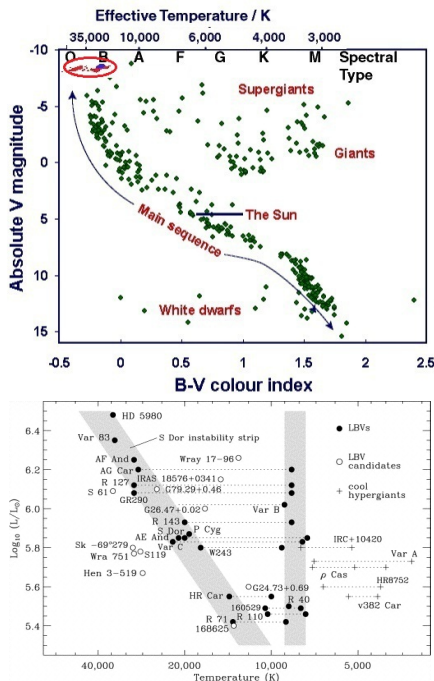 Effective Temperature / K
35,000 10,000 6,000 4,000 3,000
O B A F G K M Spectral Type
-10
Supergiants
-5
Giants
0
Absolute V magnitude
The Sun
5
Main sequence
10
White dwarfs
15
-0.5 0 0.5 1.0 1.5 2.0 2.5
B-V colour index
HD 5980
6.4
Var 83
S Dor instability strip
LBVs
AF And
Wray 17-96
LBV candidates
AG Car
IRAS 18576+0341
cool hypergiants
6.2
R 127
G79.29+0.46
S 61
GR290
G26.47+0.02
Var B
6.0
R 143
S Dor
P Cyg
AE And
IRC+10420
Sk -69°279
Var C
W243
Var A
5.8
Wra 751
S119
Hen 3-519
ρ Cas
HR8752
G24.73+0.69
5.6
HR Car
R 40
v382 Car
160529
R 110
R 71
168625
5.4
Log₁₀ (L/L☉)
40,000 20,000 10,000 5,000
Temperature (K)